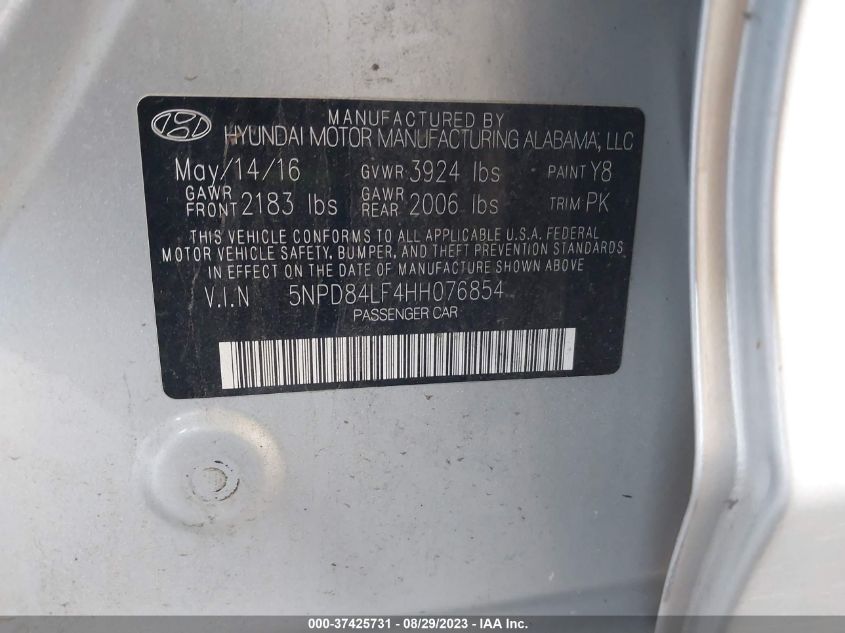 MANUFACTURED BY
HYUNDAI MOTOR MANUFACTURING ALABAMA, LLC
May/14/16 GVWR 3924 lbs PAINT Y8
GAWR FRONT 2183 lbs GAWR REAR 2006 lbs TRIM PK
THIS VEHICLE CONFORMS TO ALL APPLICABLE U.S.A. FEDERAL
MOTOR VEHICLE SAFETY, BUMPER, AND THEFT PREVENTION STANDARDS
IN EFFECT ON THE DATE OF MANUFACTURE SHOWN ABOVE
V.I.N 5NPD84LF4HH076854
PASSENGER CAR
000-37425731 - 08/29/2023 - IAA Inc.